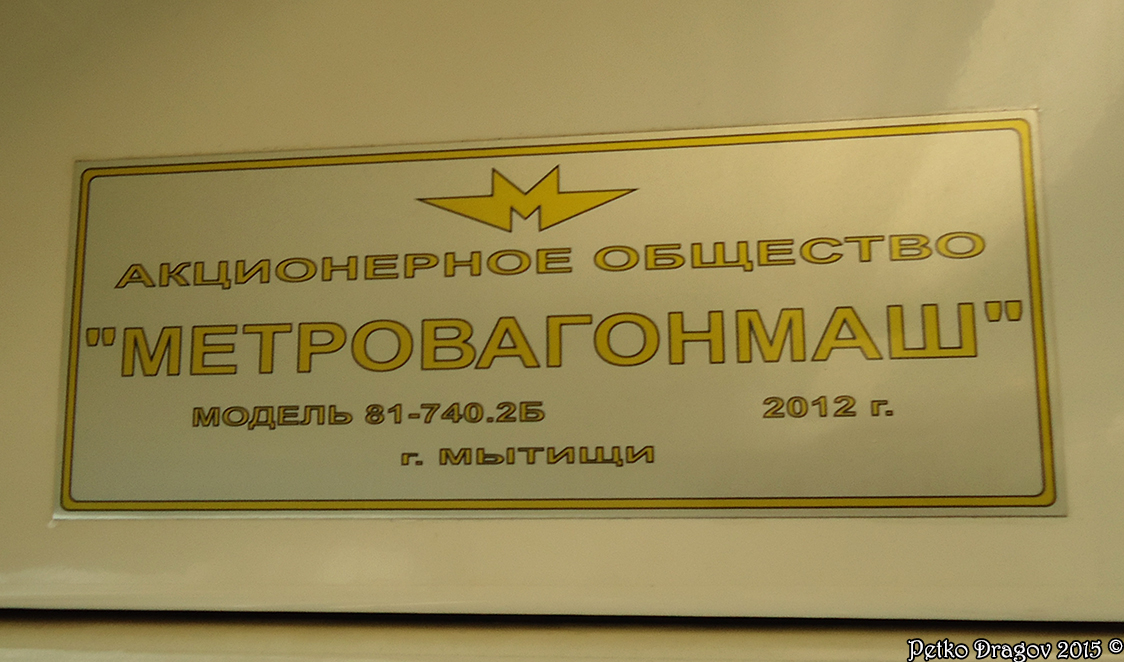 АКЦИОНЕРНОЕ ОБЩЕСТВО
"МЕТРОВАГОНМАШ"
МОДЕЛЬ 81-740.2Б 2012 г.
г. МЫТИЩИ
Petko Dragov 2015 ©